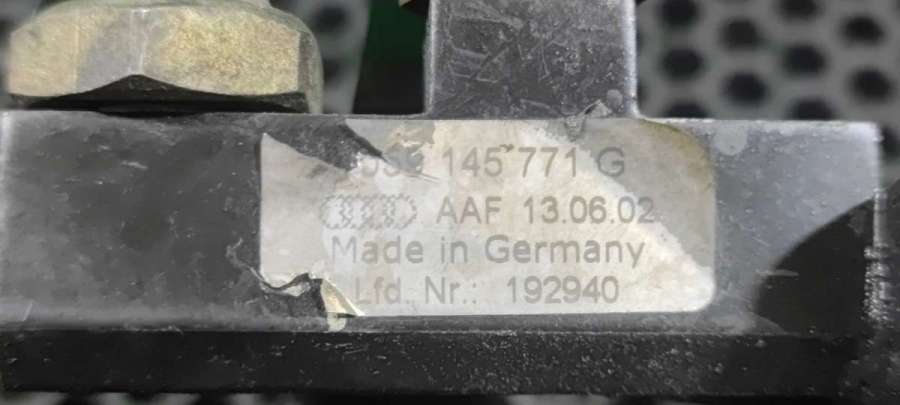 145 771 G
AAF 13.06.02
Made in Germany
Lfd. Nr.: 192940